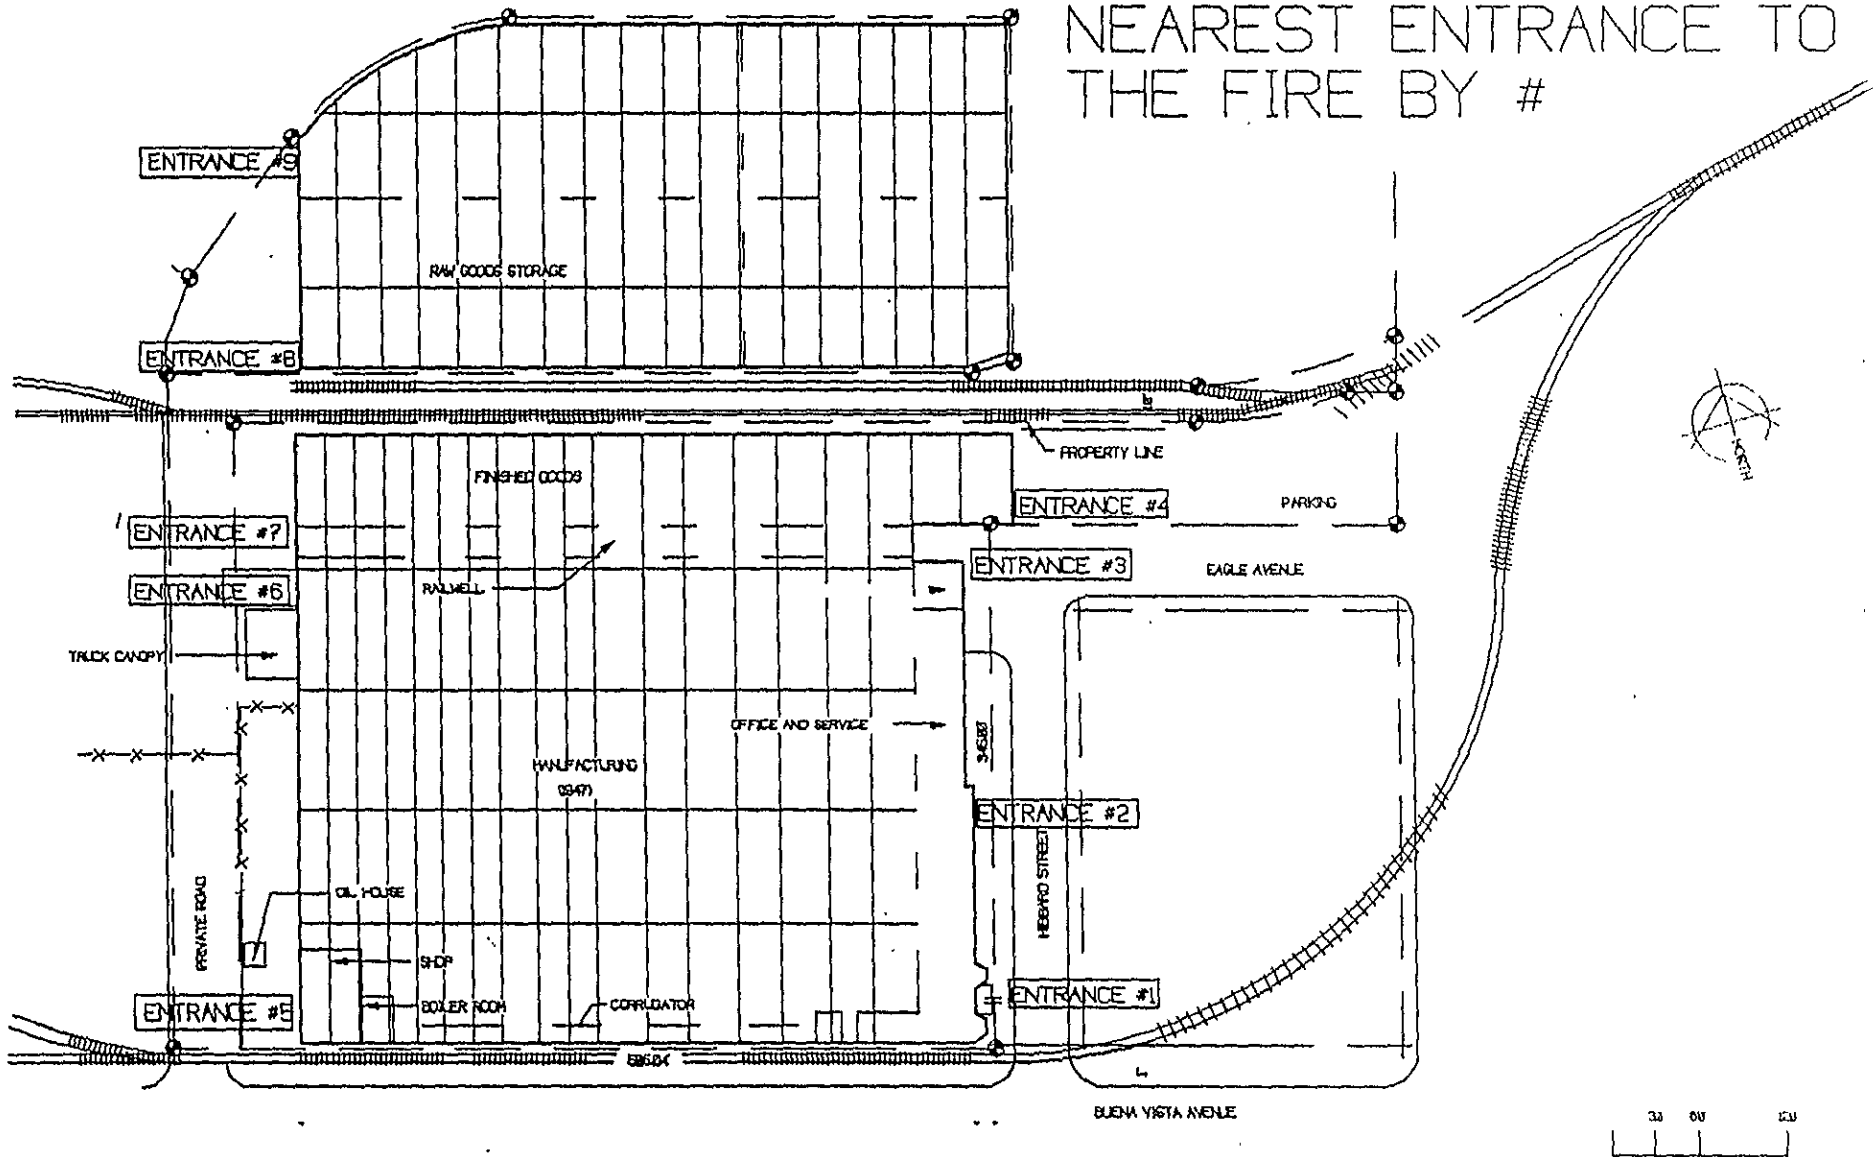 NEAREST ENTRANCE TO
THE FIRE BY #
ENTRANCE #9
RAW GOODS STORAGE
ENTRANCE #8
PROPERTY LINE
NORTH
FINISHED GOODS
ENTRANCE #4
PARKING
ENTRANCE #7
ENTRANCE #3
EAGLE AVENUE
ENTRANCE #6
RAILWELL
TRUCK CANOPY
OFFICE AND SERVICE
MANUFACTURING
(1947)
ENTRANCE #2
HIBBARD STREET
OIL HOUSE
PRIVATE ROAD
SHOP
ENTRANCE #1
BOILER ROOM
CORRUGATOR
ENTRANCE #5
BUENA VISTA AVENUE